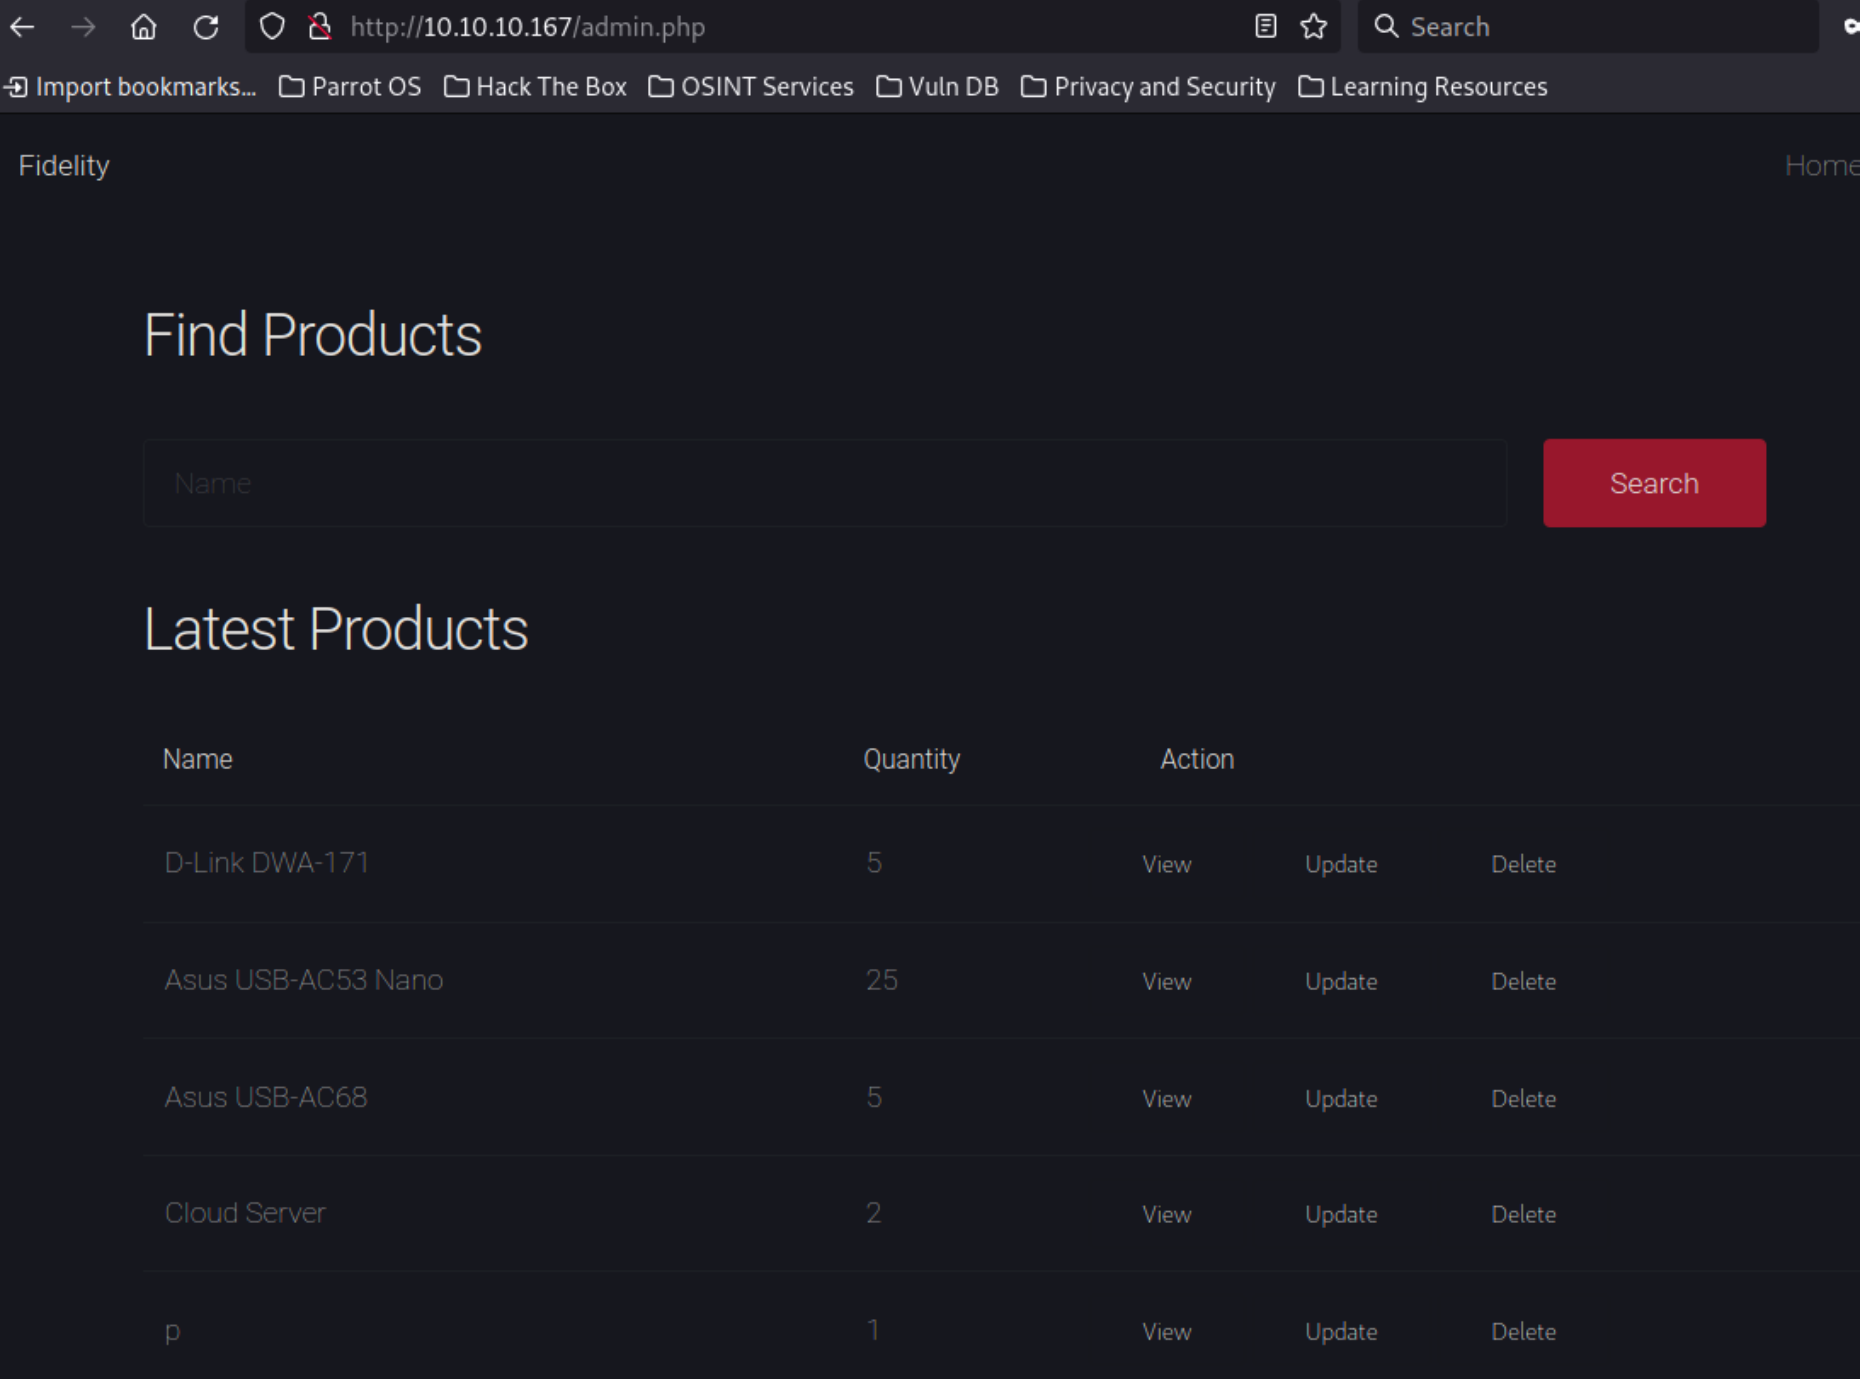 http://10.10.10.167/admin.php Search
Import bookmarks... Parrot OS Hack The Box OSINT Services Vuln DB Privacy and Security Learning Resources
Fidelity Home
Find Products
Name Search
Latest Products
Name Quantity Action
D-Link DWA-171 5 View Update Delete
Asus USB-AC53 Nano 25 View Update Delete
Asus USB-AC68 5 View Update Delete
Cloud Server 2 View Update Delete
p 1 View Update Delete